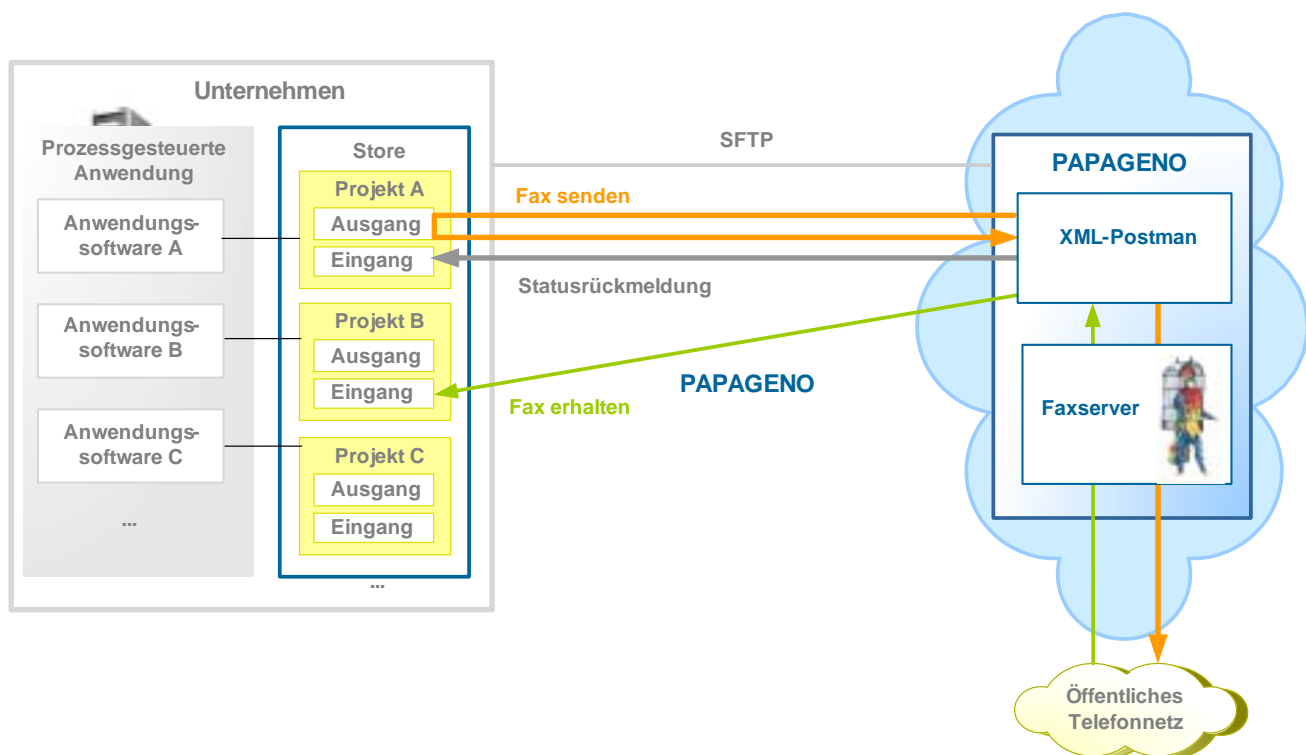 Unternehmen
Prozessgesteuerte
Anwendung
Anwendungs-
software A
Anwendungs-
software B
Anwendungs-
software C
...
Store
Projekt A
Ausgang
Eingang
Projekt B
Ausgang
Eingang
Projekt C
Ausgang
Eingang
...
SFTP
Fax senden
Statusrückmeldung
PAPAGENO
Fax erhalten
PAPAGENO
XML-Postman
Faxserver
Öffentliches
Telefonnetz